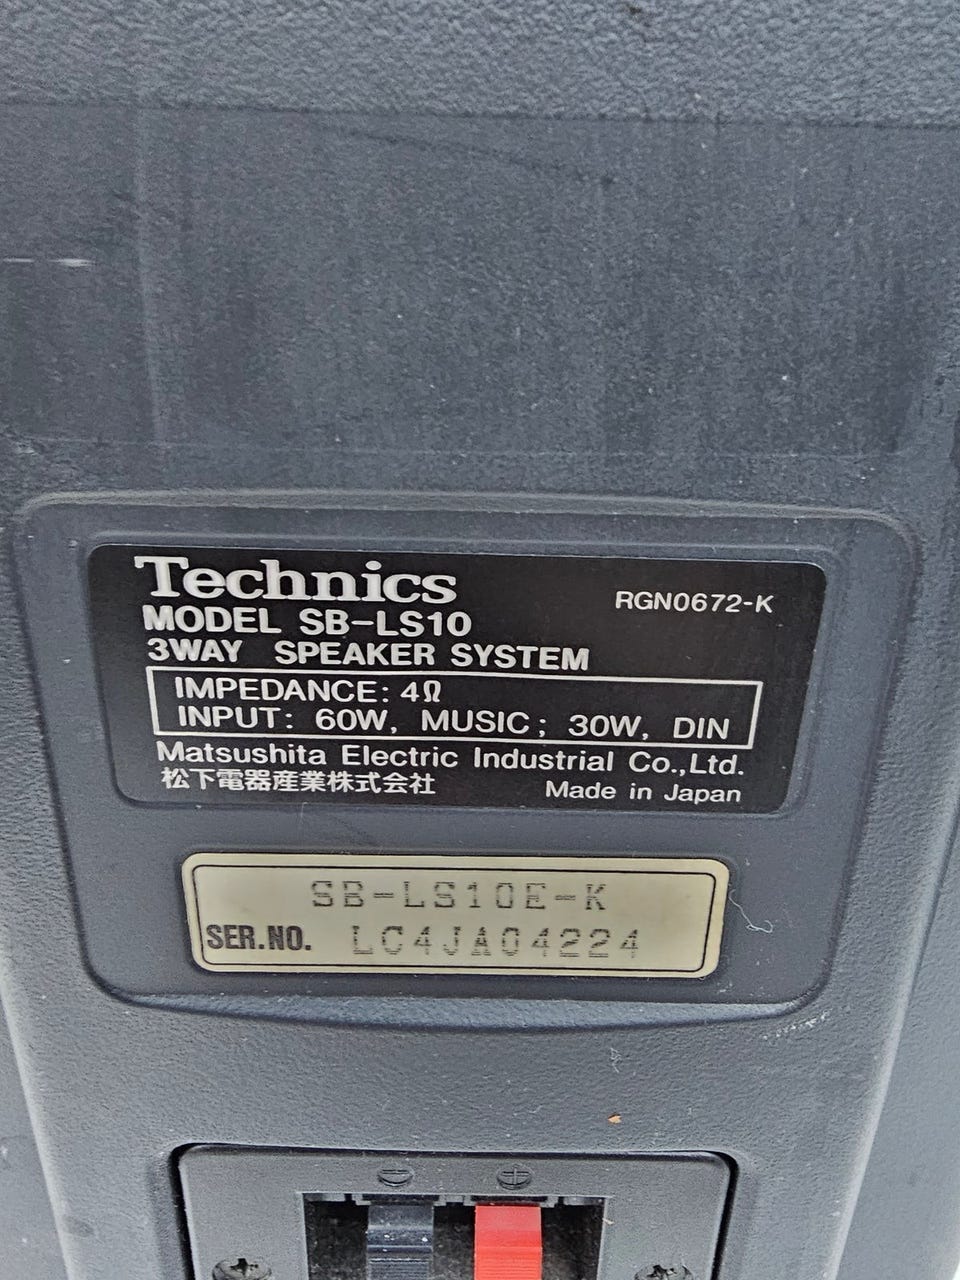 Technics
RGN0672-K
MODEL SB-LS10
3WAY SPEAKER SYSTEM
IMPEDANCE: 4Ω
INPUT: 60W, MUSIC; 30W, DIN
Matsushita Electric Industrial Co.,Ltd.
松下電器産業株式会社 Made in Japan
SB-LS10E-K
SER.NO. LC4JA04224
⊖ ⊕